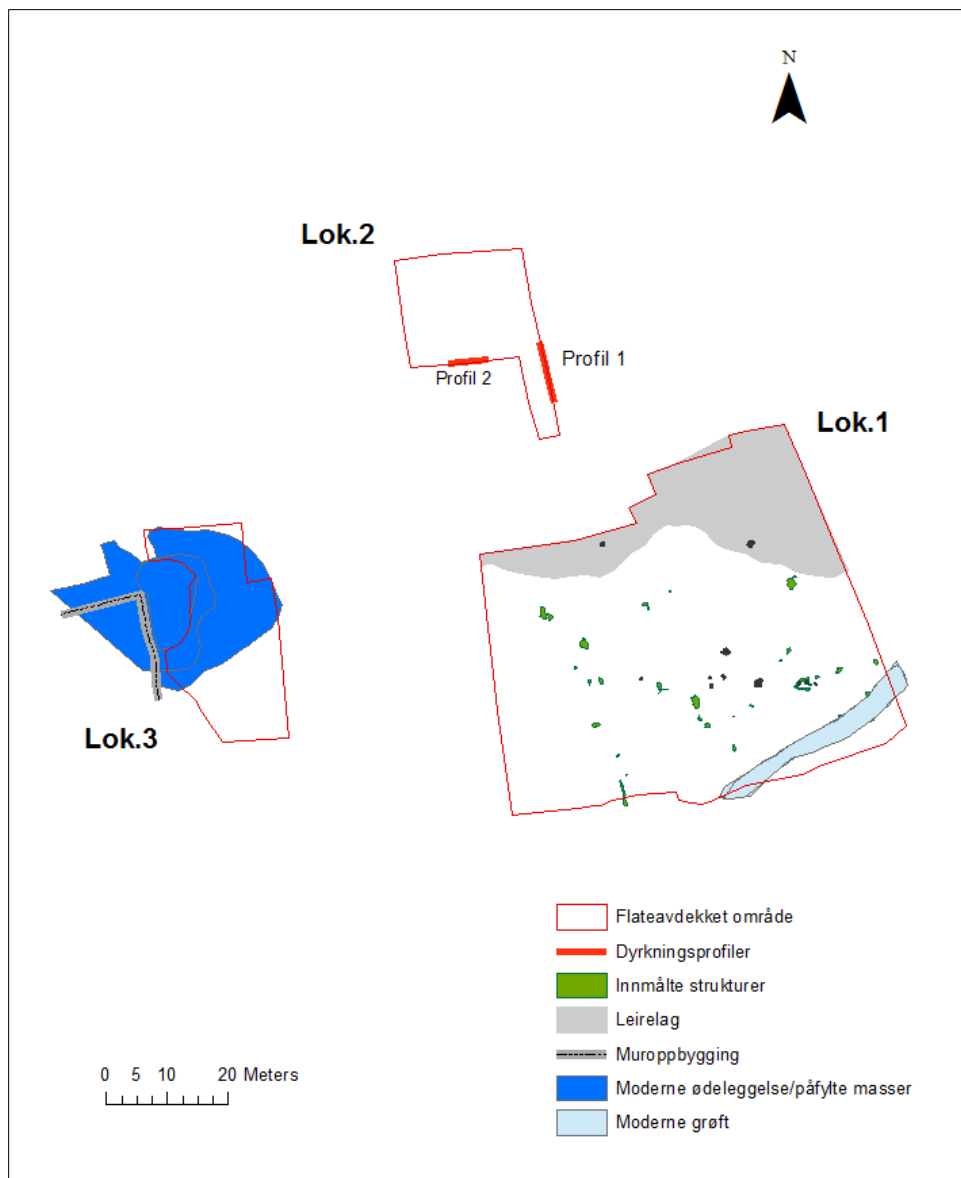 N
Lok.2
Profil 1
Profil 2
Lok.1
Lok.3
Flateavdekket område
Dyrkningsprofiler
Innmålte strukturer
Leirelag
Muroppbygging
Moderne ødeleggelse/påfylte masser
Moderne grøft
0 5 10 20 Meters